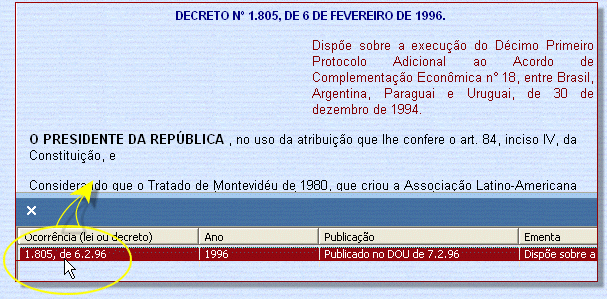 DECRETO Nº 1.805, DE 6 DE FEVEREIRO DE 1996.
Dispõe sobre a execução do Décimo Primeiro
Protocolo Adicional ao Acordo de
Complementação Econômica nº 18, entre Brasil,
Argentina, Paraguai e Uruguai, de 30 de
dezembro de 1994.
O PRESIDENTE DA REPÚBLICA , no uso da atribuição que lhe confere o art. 84, inciso IV, da
Constituição, e
Considerando que o Tratado de Montevidéu de 1980, que criou a Associação Latino-Americana
Ocorrência (lei ou decreto) Ano Publicação Ementa
1.805, de 6.2.96 1996 Publicado no DOU de 7.2.96 Dispõe sobre a